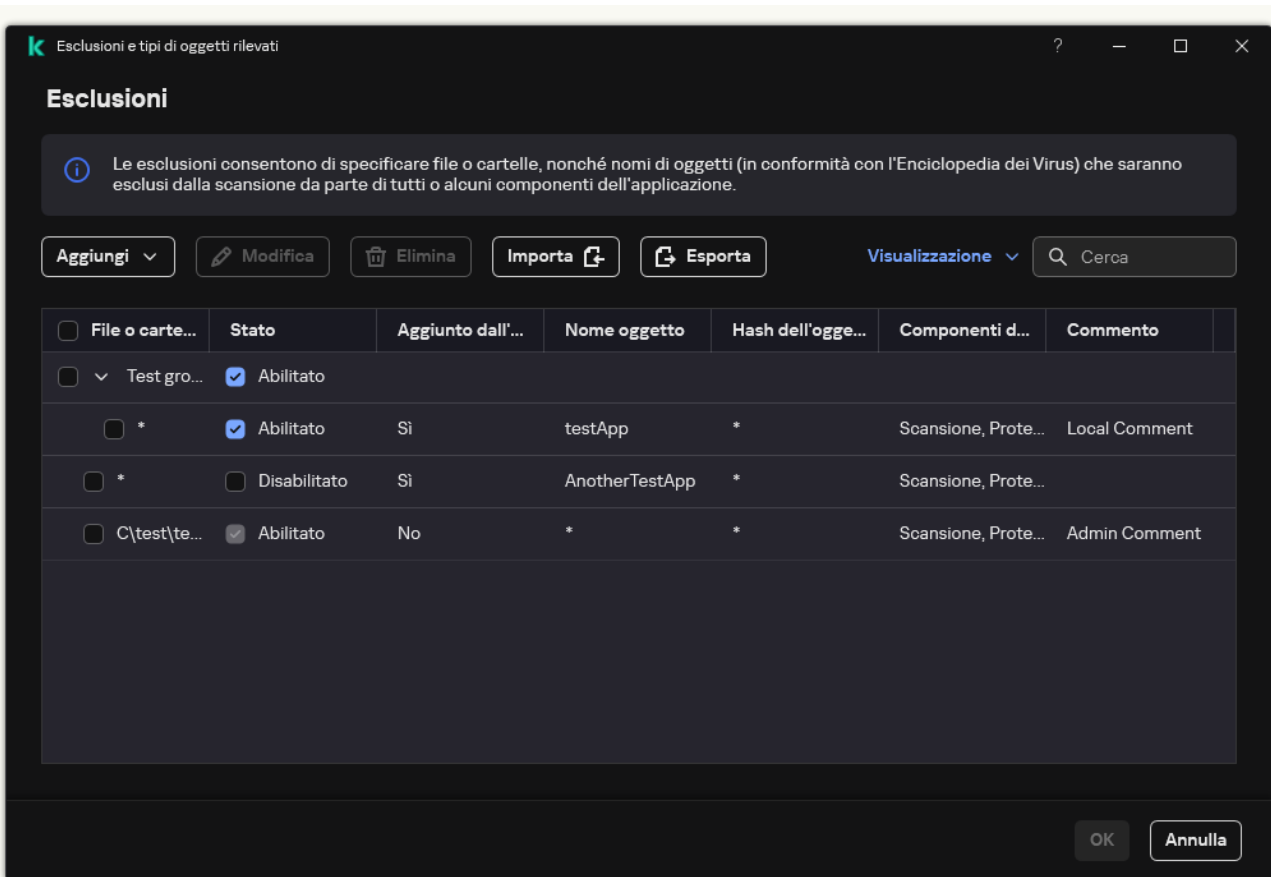 Esclusioni e tipi di oggetti rilevati
?
Esclusioni
Le esclusioni consentono di specificare file o cartelle, nonché nomi di oggetti (in conformità con l'Enciclopedia dei Virus) che saranno
esclusi dalla scansione da parte di tutti o alcuni componenti dell'applicazione.
Aggiungi Modifica Elimina Importa Esporta Visualizzazione Cerca
File o carte... Stato Aggiunto dall'... Nome oggetto Hash dell'ogge... Componenti d... Commento
Test gro... Abilitato
* Abilitato Sì testApp * Scansione, Prote... Local Comment
* Disabilitato Sì AnotherTestApp * Scansione, Prote...
C\test\te... Abilitato No * * Scansione, Prote... Admin Comment
OK Annulla